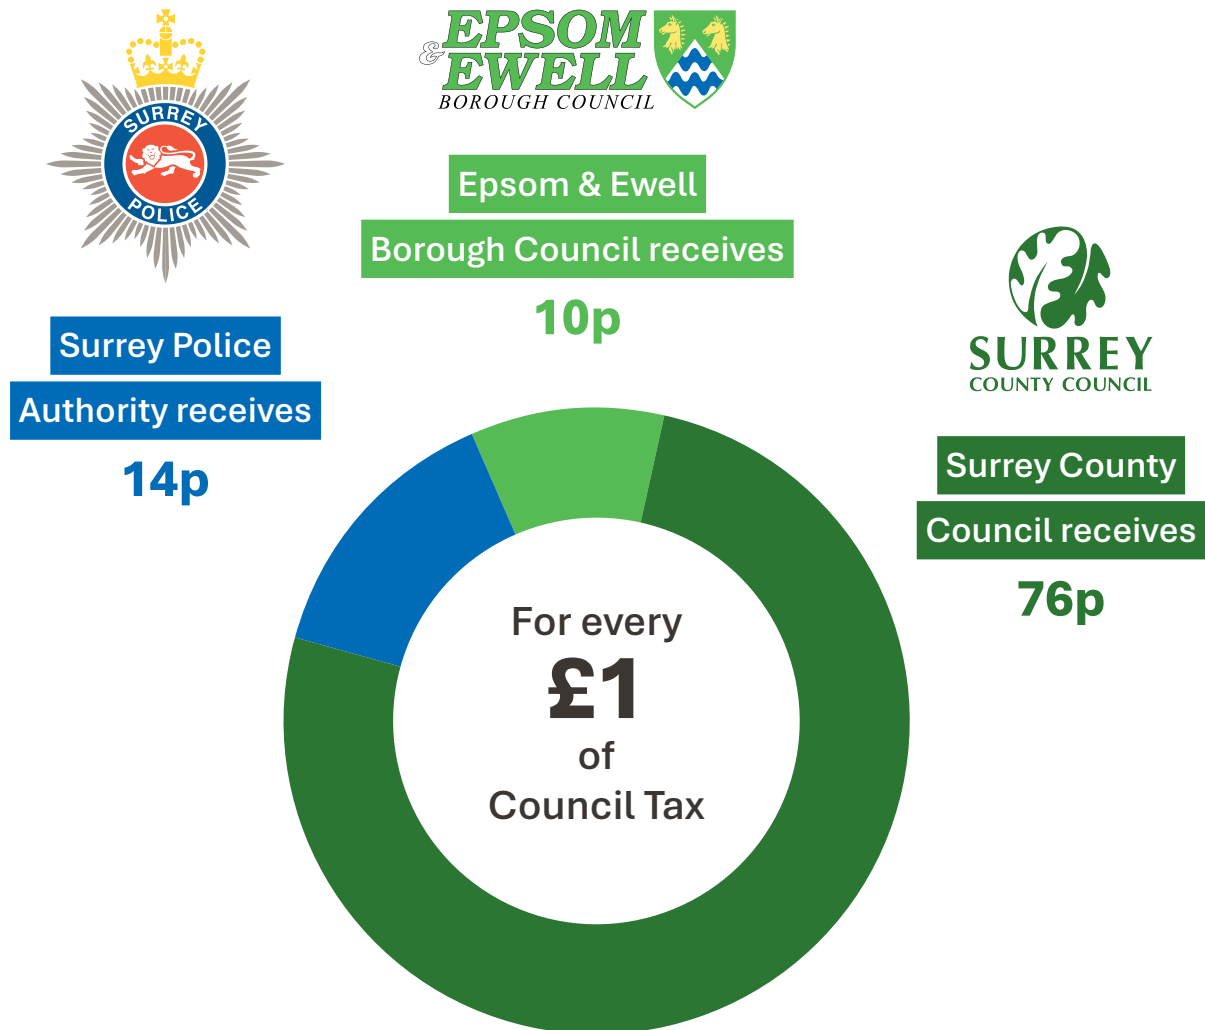 SURREY
POLICE
EPSOM
& EWELL
BOROUGH COUNCIL
Epsom & Ewell
Borough Council receives
10p
Surrey Police
Authority receives
14p
SURREY
COUNTY COUNCIL
Surrey County
Council receives
76p
For every
£1
of
Council Tax